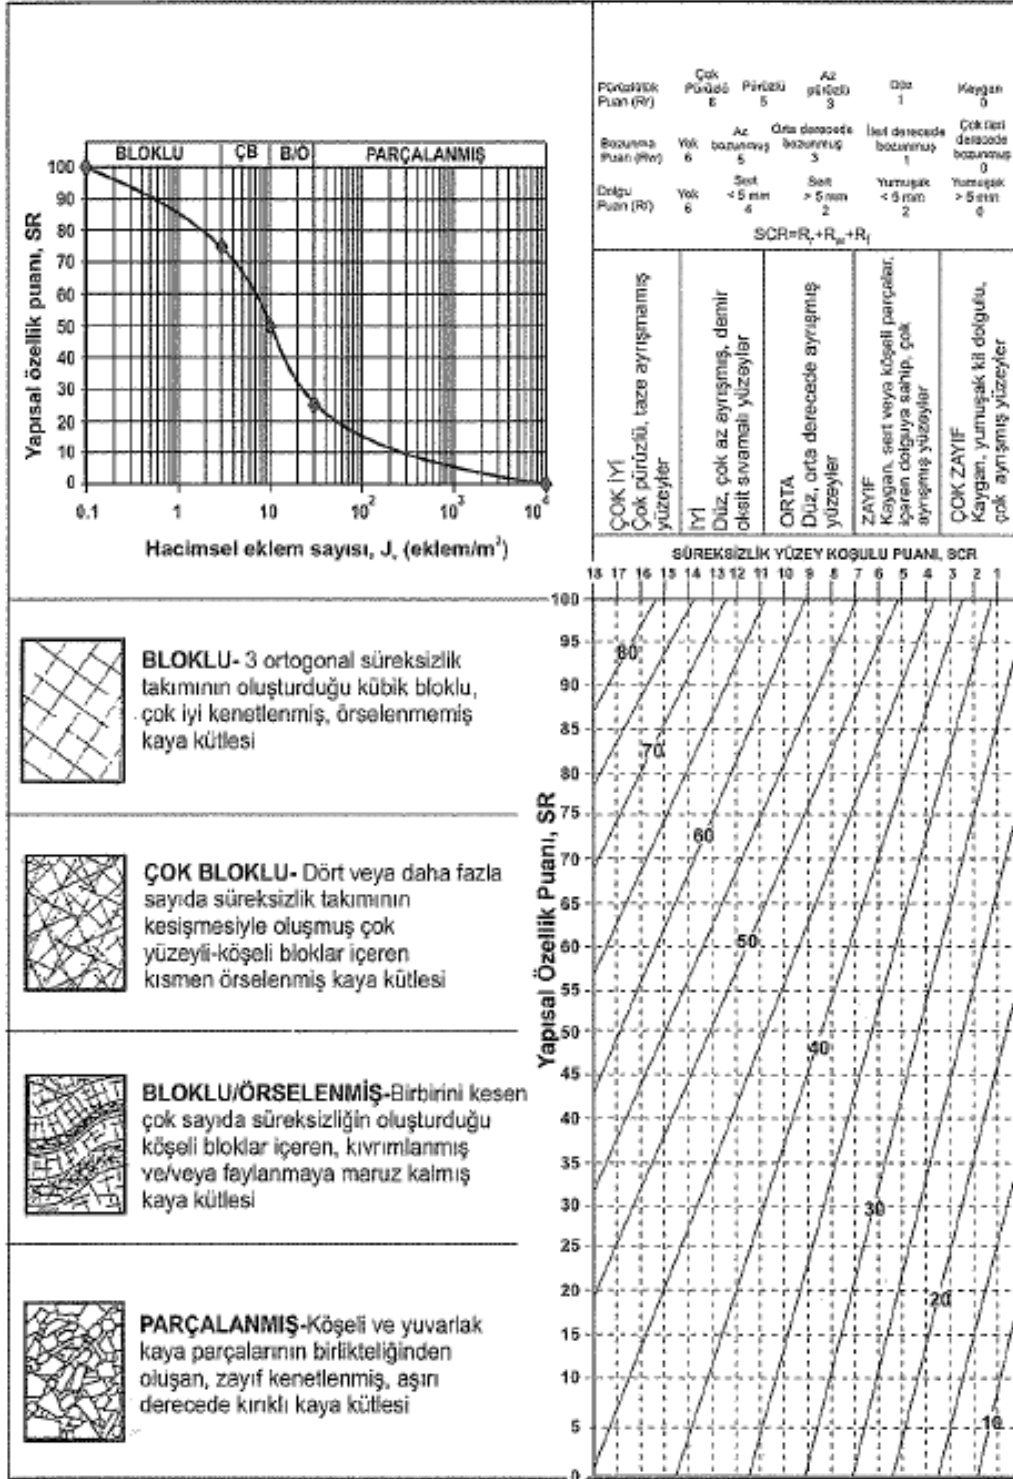 BLOKLU ÇB B/O PARÇALANMIŞ
100
90
80
70
60
50
40
30
20
10
0
Yapısal özellik puanı, SR
0.1 1 10 10² 10³ 10⁴
Hacimsel eklem sayısı, Jᵥ (eklem/m³)
Pürüzlülük Puanı (Rr)
Çok Pürüzlü 6
Pürüzlü 5
Az pürüzlü 3
Düz 1
Kaygan 0
Bozunma Puanı (Rw)
Yok 6
Az bozunmuş 5
Orta derecede bozunmuş 3
İleri derecede bozunmuş 1
Çok ileri derecede bozunmuş 0
Dolgu Puanı (Rf)
Yok 6
Sert < 5 mm 4
Sert > 5 mm 2
Yumuşak < 5 mm 2
Yumuşak > 5 mm 0
SCR=Rr+Rw+Rf
ÇOK İYİ
Çok pürüzlü, taze ayrışmamış
yüzeyler
İYİ
Düz, çok az ayrışmış, demir
oksit sıvamalı yüzeyler
ORTA
Düz, orta derecede ayrışmış
yüzeyler
ZAYIF
Kaygan, sert veya köşeli parçalar,
içeren dolguya sahip, çok
ayrışmış yüzeyler
ÇOK ZAYIF
Kaygan, yumuşak kil dolgulu,
çok ayrışmış yüzeyler
SÜREKSİZLİK YÜZEY KOŞULU PUANI, SCR
18 17 16 15 14 13 12 11 10 9 8 7 6 5 4 3 2 1
BLOKLU- 3 ortogonal süreksizlik
takımının oluşturduğu kübik bloklu,
çok iyi kenetlenmiş, örselenmemiş
kaya kütlesi
ÇOK BLOKLU- Dört veya daha fazla
sayıda süreksizlik takımının
kesişmesiyle oluşmuş çok
yüzeyli-köşeli bloklar içeren
kısmen örselenmiş kaya kütlesi
BLOKLU/ÖRSELENMİŞ-Birbirini kesen
çok sayıda süreksizliğin oluşturduğu
köşeli bloklar içeren, kıvrımlanmış
ve/veya faylanmaya maruz kalmış
kaya kütlesi
PARÇALANMIŞ-Köşeli ve yuvarlak
kaya parçalarının birlikteliğinden
oluşan, zayıf kenetlenmiş, aşırı
derecede kırıklı kaya kütlesi
Yapısal Özellik Puanı, SR
100
95
90
85
80
75
70
65
60
55
50
45
40
35
30
25
20
15
10
5
0
80
70
60
50
40
30
20
10